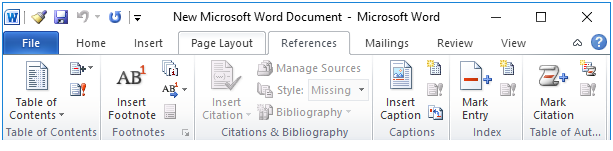 New Microsoft Word Document - Microsoft Word
File Home Insert Page Layout References Mailings Review View
Table of Contents
AB1 Insert Footnote
AB1
Insert Citation
Manage Sources
Style: Missing
Bibliography
Insert Caption
Mark Entry
Mark Citation
Table of Contents Footnotes Citations & Bibliography Captions Index Table of Aut...